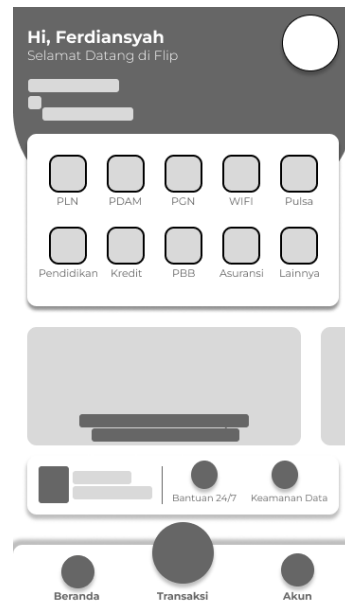 Hi, Ferdiansyah
Selamat Datang di Flip
PLN PDAM PGN WIFI Pulsa
Pendidikan Kredit PBB Asuransi Lainnya
Bantuan 24/7 Keamanan Data
Beranda Transaksi Akun